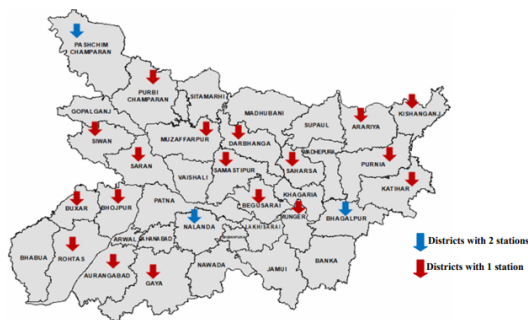 PASHCHIM
CHAMPARAN
PURBI
CHAMPARAN
SITAMARHI
GOPALGANJ
MADHUBANI
SUPAUL
ARARIYA
KISHANGANJ
SIWAN
MUZAFFARPUR
DARBHANGA
SARAN
SAMASTIPUR
SAHARSA
PURNIA
VAISHALI
KATIHAR
KHAGARIA
BUXAR
BHOJPUR
PATNA
BEGUSARAI
MUNGER
BHAGALPUR
NALANDA
LAKHISARAI
ARWAL
BHABUA
ROHTAS
AURANGABAD
GAYA
NAWADA
JAMUI
BANKA
Districts with 2 stations
Districts with 1 station